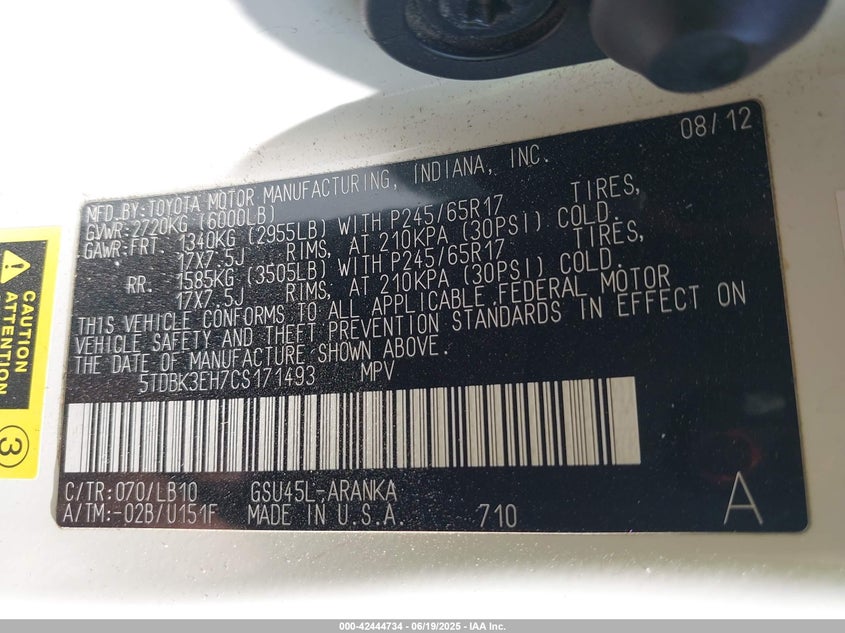 08/12
MFD.BY:TOYOTA MOTOR MANUFACTURING, INDIANA, INC.
GVWR:2720KG (6000LB)
GAWR:FRT. 1340KG (2955LB) WITH P245/65R17 TIRES,
17X7.5J RIMS, AT 210KPA (30PSI) COLD.
RR. 1585KG (3505LB) WITH P245/65R17 TIRES,
17X7.5J RIMS, AT 210KPA (30PSI) COLD.
THIS VEHICLE CONFORMS TO ALL APPLICABLE FEDERAL MOTOR
VEHICLE SAFETY AND THEFT PREVENTION STANDARDS IN EFFECT ON
THE DATE OF MANUFACTURE SHOWN ABOVE.
5TDBK3EH7CS171493 MPV
C/TR:070/LB10 GSU45L-ARANKA
A/TM:-02B/U151F MADE IN U.S.A. 710 A
CAUTION
3
000-42444734 - 06/19/2025 - IAA Inc.